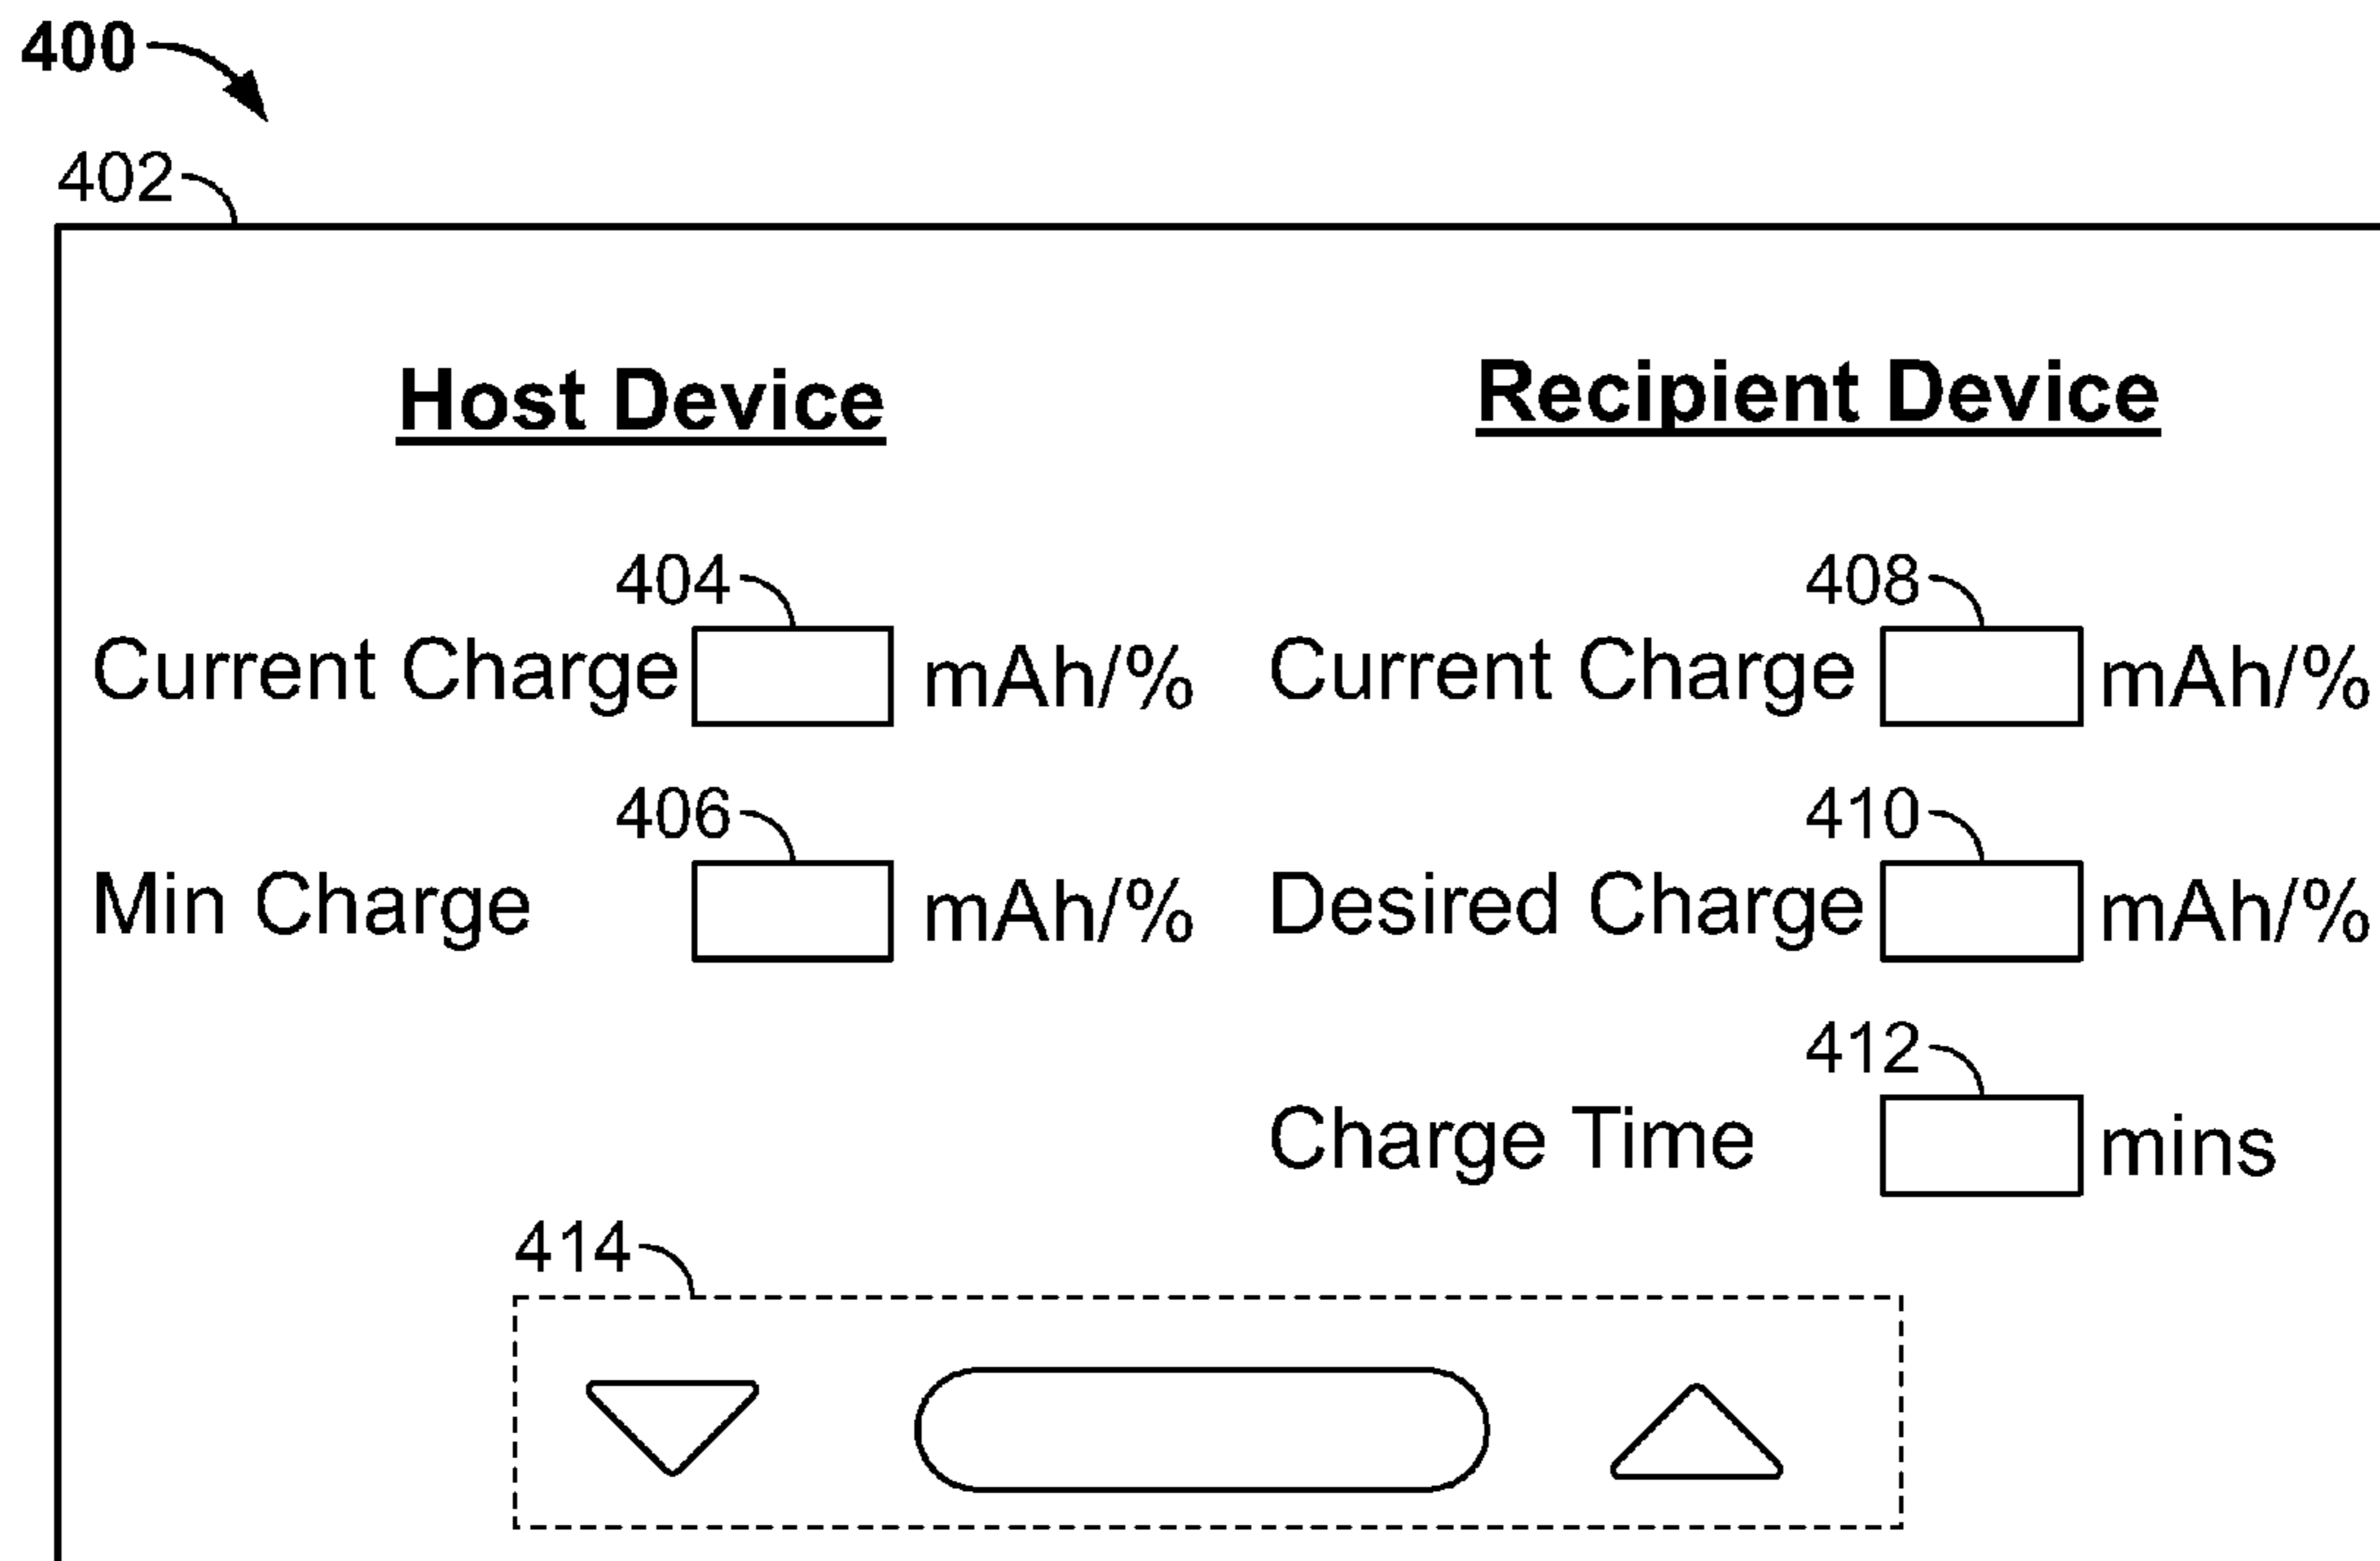 400
402
Host Device
Recipient Device
404
408
Current Charge mAh/% Current Charge mAh/%
406
410
Min Charge mAh/% Desired Charge mAh/%
412
Charge Time mins
414